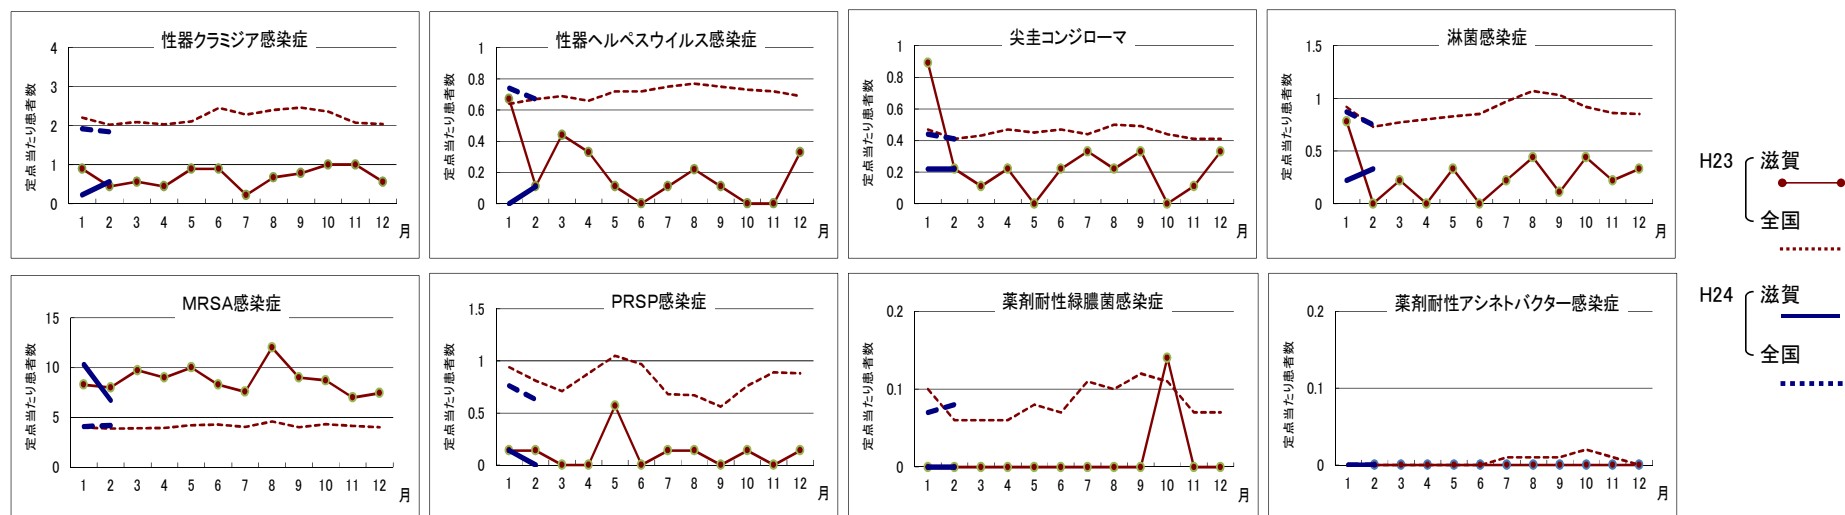 性器クラミジア感染症
定点当たり患者数
4
3
2
1
0
1 2 3 4 5 6 7 8 9 10 11 12
月
性器ヘルペスウイルス感染症
定点当たり患者数
1
0.8
0.6
0.4
0.2
0
1 2 3 4 5 6 7 8 9 10 11 12
月
尖圭コンジローマ
定点当たり患者数
1
0.8
0.6
0.4
0.2
0
1 2 3 4 5 6 7 8 9 10 11 12
月
淋菌感染症
定点当たり患者数
1.5
1
0.5
0
1 2 3 4 5 6 7 8 9 10 11 12
月
MRSA感染症
定点当たり患者数
15
10
5
0
1 2 3 4 5 6 7 8 9 10 11 12
月
PRSP感染症
定点当たり患者数
1.5
1
0.5
0
1 2 3 4 5 6 7 8 9 10 11 12
月
薬剤耐性緑膿菌感染症
定点当たり患者数
0.2
0.1
0
1 2 3 4 5 6 7 8 9 10 11 12
月
薬剤耐性アシネトバクター感染症
定点当たり患者数
0.2
0.1
0
1 2 3 4 5 6 7 8 9 10 11 12
月
H23 滋賀
全国
H24 滋賀
全国